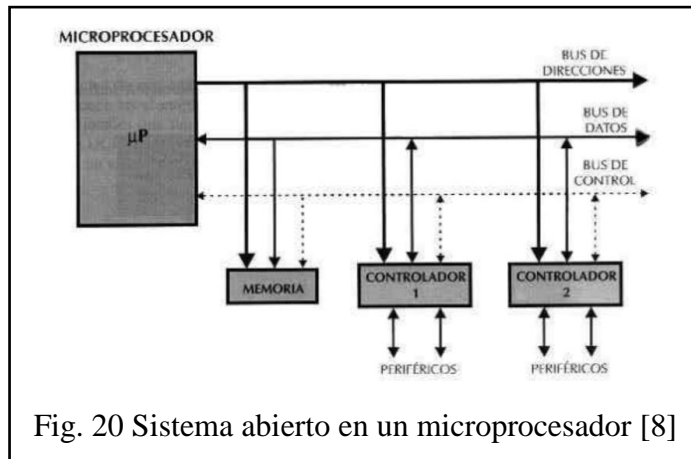 MICROPROCESADOR
µP
BUS DE
DIRECCIONES
BUS DE
DATOS
BUS DE
CONTROL
MEMORIA
CONTROLADOR
1
CONTROLADOR
2
PERIFÉRICOS
PERIFÉRICOS
Fig. 20 Sistema abierto en un microprocesador [8]